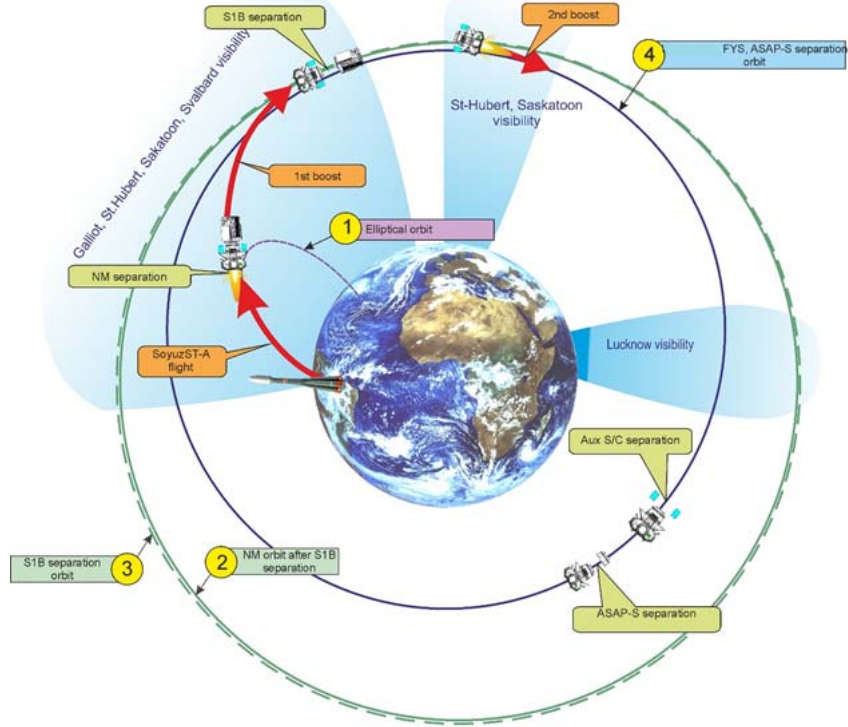 S1B separation
2nd boost
4
FYS, ASAP-S separation
orbit
Galliot, St.Hubert, Sakatoon, Svalbard visibility
St-Hubert, Saskatoon
visibility
1st boost
1
Elliptical orbit
NM separation
SoyuzST-A
flight
Lucknow visibility
Aux S/C separation
S1B separation
orbit
3
2
NM orbit after S1B
separation
ASAP-S separation